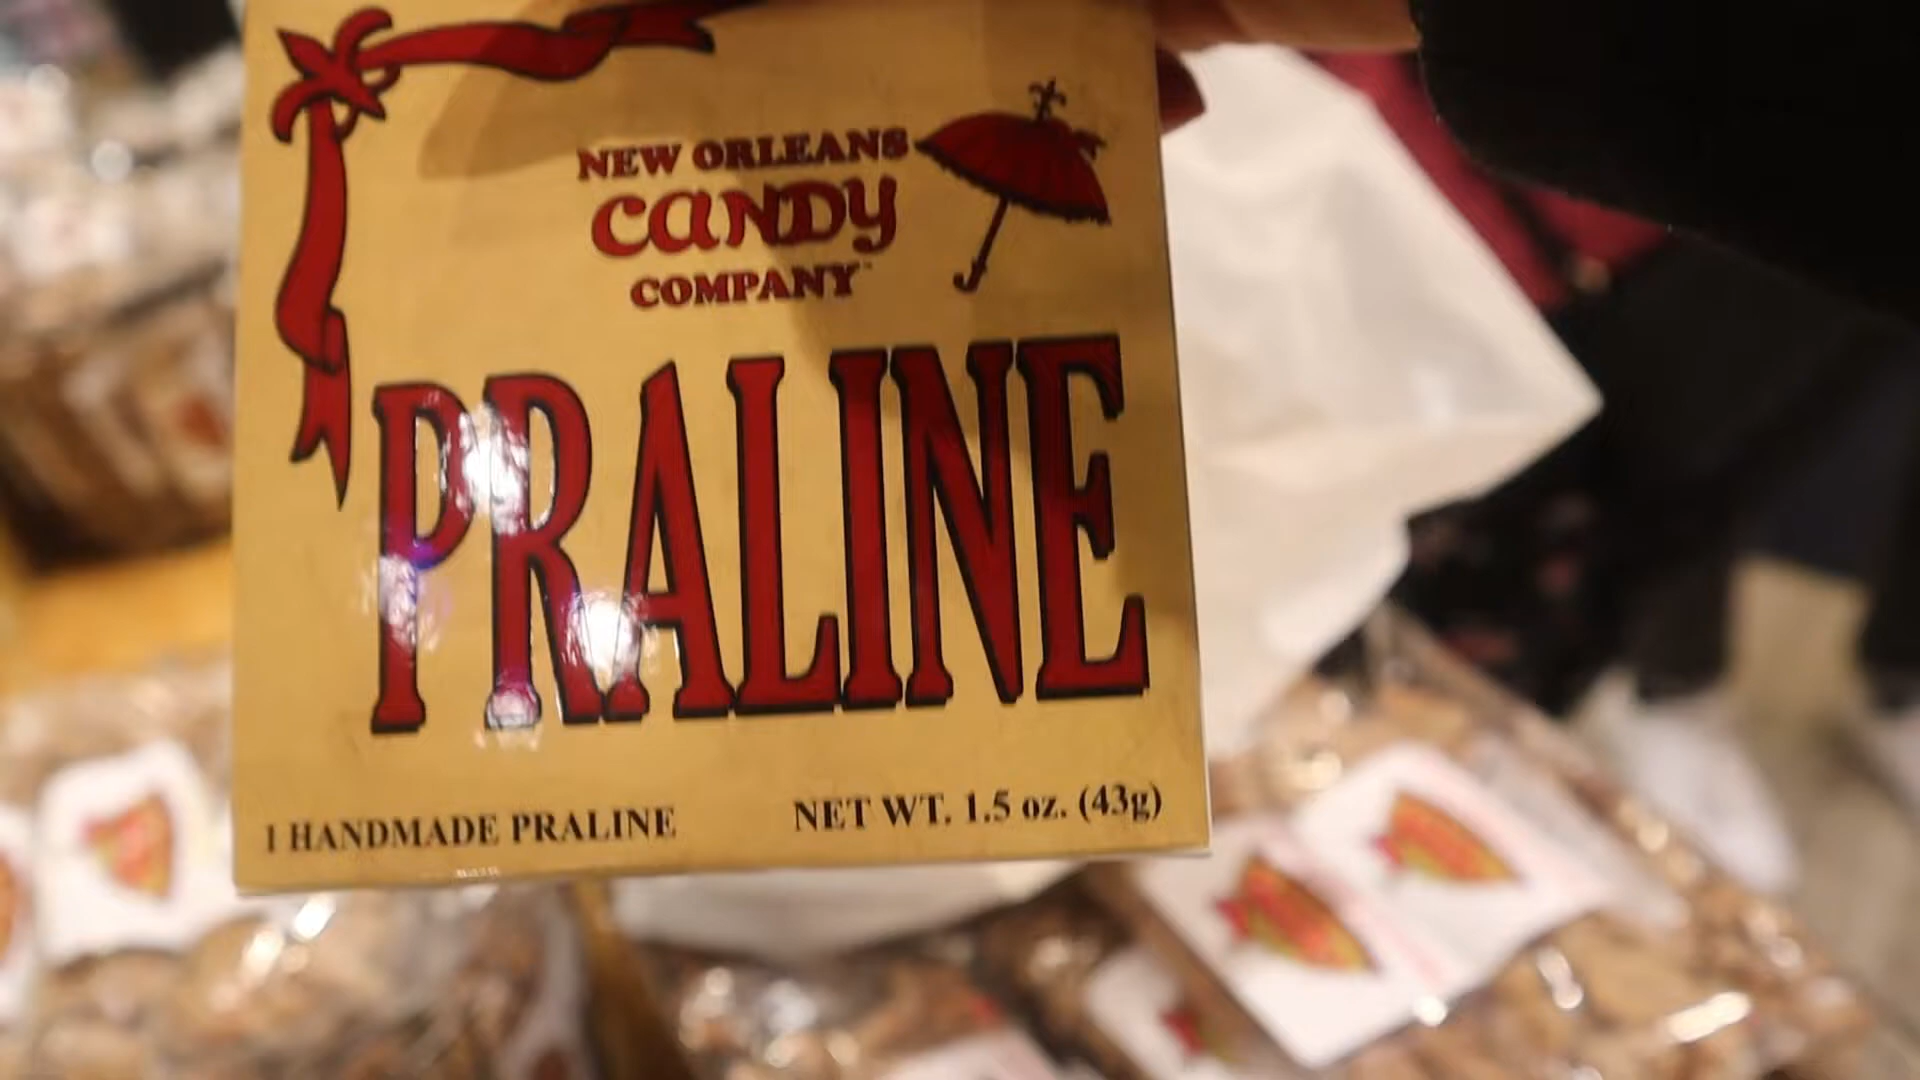 NEW ORLEANS
CANDY
COMPANY™
PRALINE
1 HANDMADE PRALINE
NET WT. 1.5 oz. (43g)